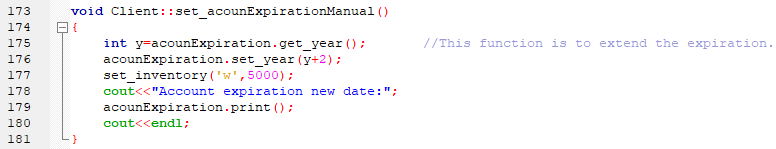 173 void Client::set_acounExpirationManual()
174 {
175 int y=acounExpiration.get_year(); //This function is to extend the expiration.
176 acounExpiration.set_year(y+2);
177 set_inventory('w',5000);
178 cout<<"Account expiration new date:";
179 acounExpiration.print();
180 cout<<endl;
181 }